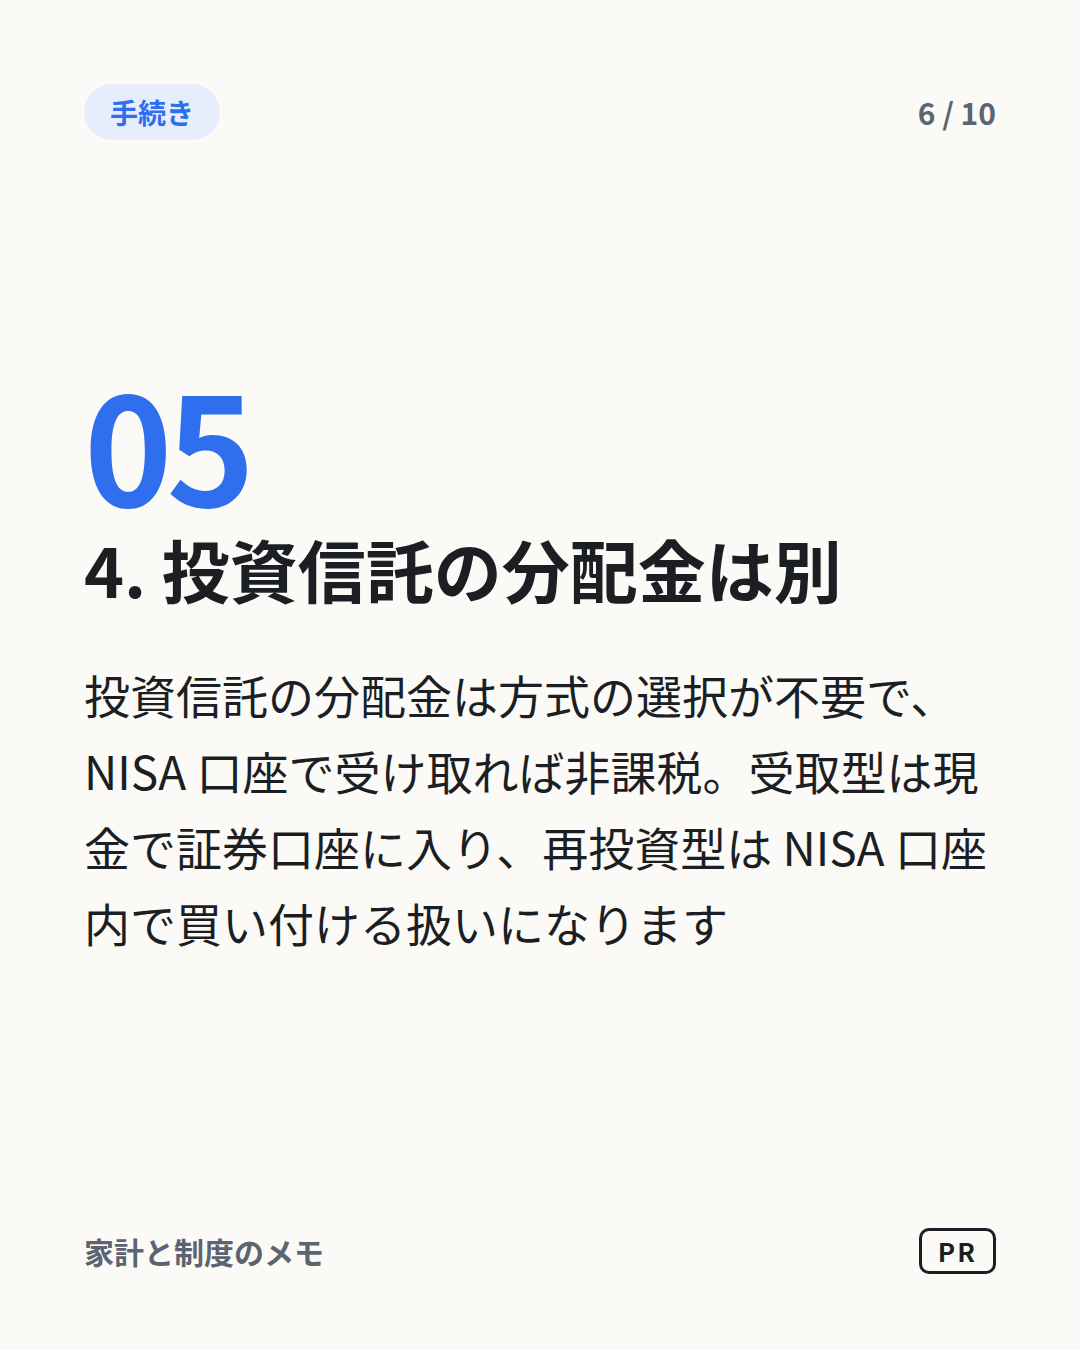 手続き
6 / 10
05
4. 投資信託の分配金は別
投資信託の分配金は方式の選択が不要で、
NISA 口座で受け取れば非課税。受取型は現
金で証券口座に入り、再投資型は NISA 口座
内で買い付ける扱いになります
家計と制度のメモ
PR